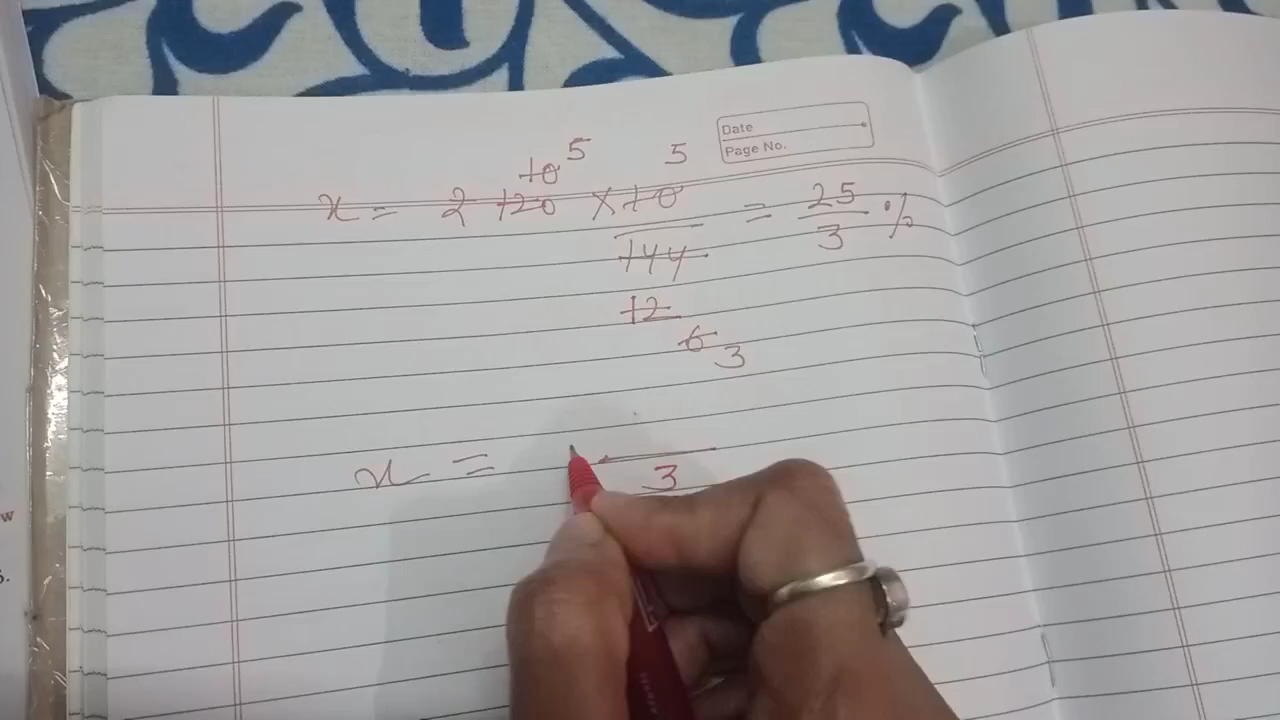 Date
Page No.
10 5 5
x = 2 120 × 10 = 25
144 3 %
12
6
3
x =
3
w